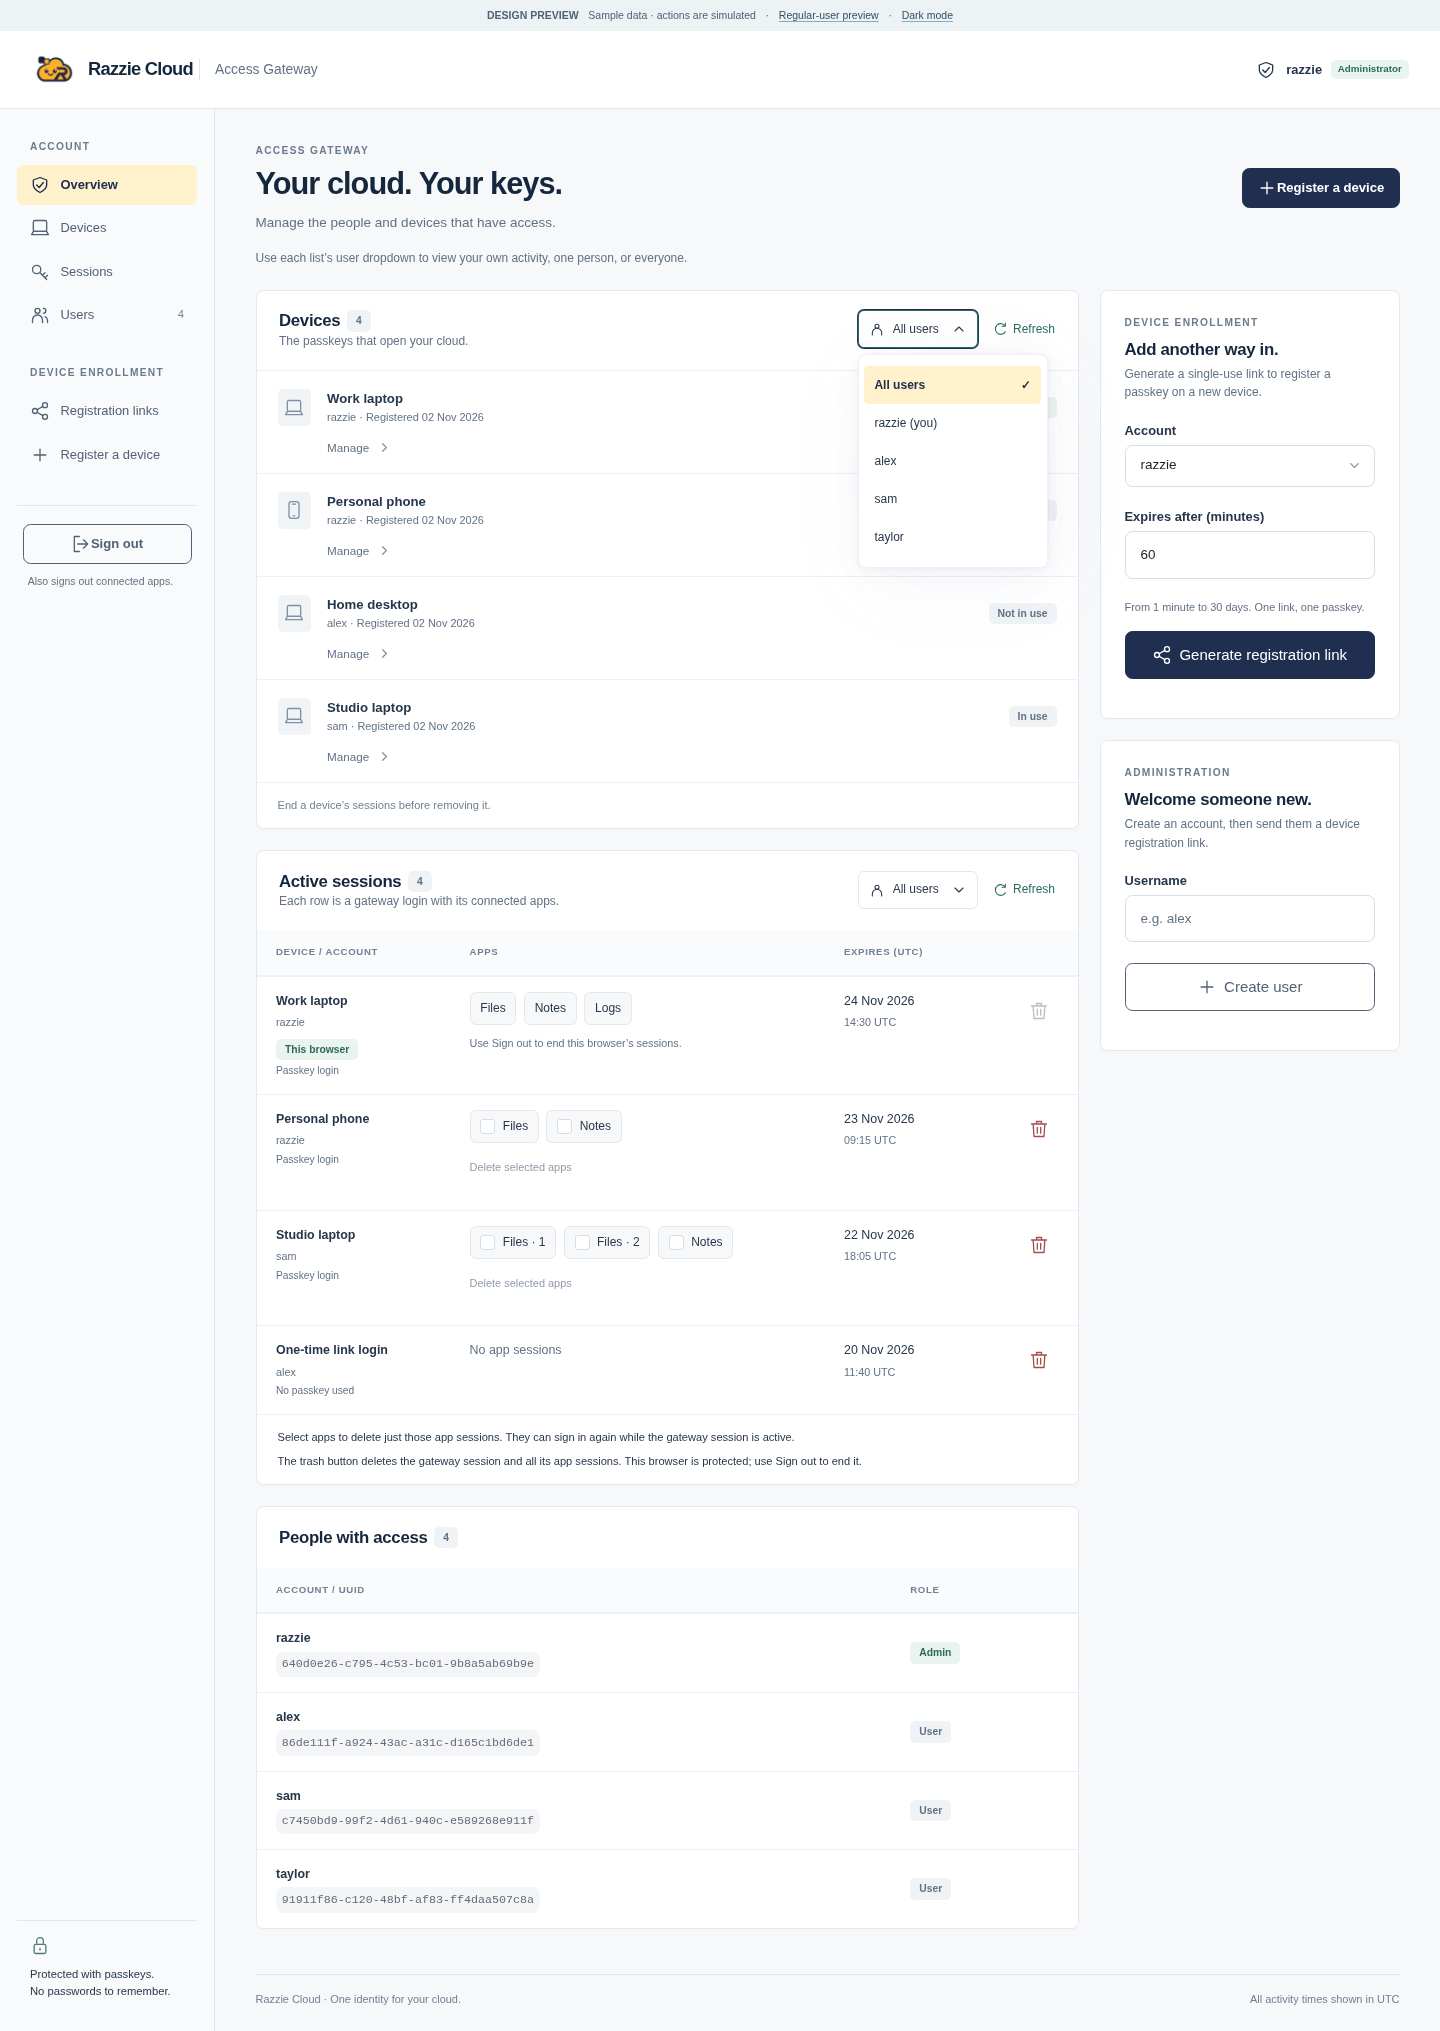 DESIGN PREVIEW Sample data · actions are simulated · Regular-user preview · Dark mode
Razzie Cloud Access Gateway
razzie Administrator
ACCOUNT
Overview
Devices
Sessions
Users 4
DEVICE ENROLLMENT
Registration links
Register a device
Sign out
Also signs out connected apps.
Protected with passkeys.
No passwords to remember.
ACCESS GATEWAY
Your cloud. Your keys.
Manage the people and devices that have access.
Register a device
Use each list’s user dropdown to view your own activity, one person, or everyone.
Devices 4
The passkeys that open your cloud.
All users
Refresh
All users ✓
razzie (you)
alex
sam
taylor
Work laptop
razzie · Registered 02 Nov 2026
Manage
Personal phone
razzie · Registered 02 Nov 2026
Manage
Home desktop
alex · Registered 02 Nov 2026
Not in use
Manage
Studio laptop
sam · Registered 02 Nov 2026
In use
Manage
End a device’s sessions before removing it.
Active sessions 4
Each row is a gateway login with its connected apps.
All users
Refresh
DEVICE / ACCOUNT APPS EXPIRES (UTC)
Work laptop
razzie
This browser
Passkey login
Files Notes Logs
Use Sign out to end this browser’s sessions.
24 Nov 2026
14:30 UTC
Personal phone
razzie
Passkey login
Files Notes
Delete selected apps
23 Nov 2026
09:15 UTC
Studio laptop
sam
Passkey login
Files · 1 Files · 2 Notes
Delete selected apps
22 Nov 2026
18:05 UTC
One-time link login
alex
No passkey used
No app sessions
20 Nov 2026
11:40 UTC
Select apps to delete just those app sessions. They can sign in again while the gateway session is active.
The trash button deletes the gateway session and all its app sessions. This browser is protected; use Sign out to end it.
People with access 4
ACCOUNT / UUID ROLE
razzie
640d0e26-c795-4c53-bc01-9b8a5ab69b9e
Admin
alex
86de111f-a924-43ac-a31c-d165c1bd6de1
User
sam
c7450bd9-99f2-4d61-940c-e589268e911f
User
taylor
91911f86-c120-48bf-af83-ff4daa507c8a
User
DEVICE ENROLLMENT
Add another way in.
Generate a single-use link to register a
passkey on a new device.
Account
razzie
Expires after (minutes)
60
From 1 minute to 30 days. One link, one passkey.
Generate registration link
ADMINISTRATION
Welcome someone new.
Create an account, then send them a device
registration link.
Username
e.g. alex
Create user
Razzie Cloud · One identity for your cloud.
All activity times shown in UTC